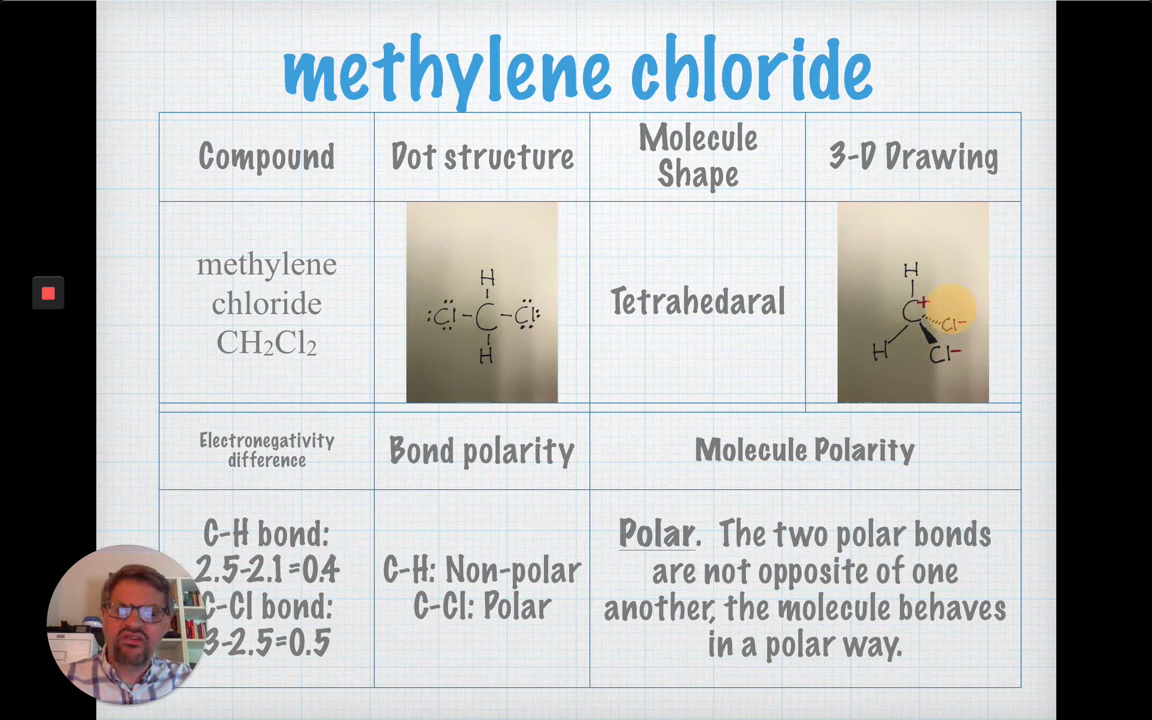 methylene chloride
Compound
Dot structure
Molecule
Shape
3-D Drawing
methylene
chloride
CH₂Cl₂
H
:Cl-C-Cl:
H
Tetrahedaral
H
C+
Cl-
H
Cl-
Electronegativity
difference
Bond polarity
Molecule Polarity
C-H bond:
2.5-2.1=0.4
C-Cl bond:
3-2.5=0.5
C-H: Non-polar
C-Cl: Polar
Polar. The two polar bonds
are not opposite of one
another, the molecule behaves
in a polar way.